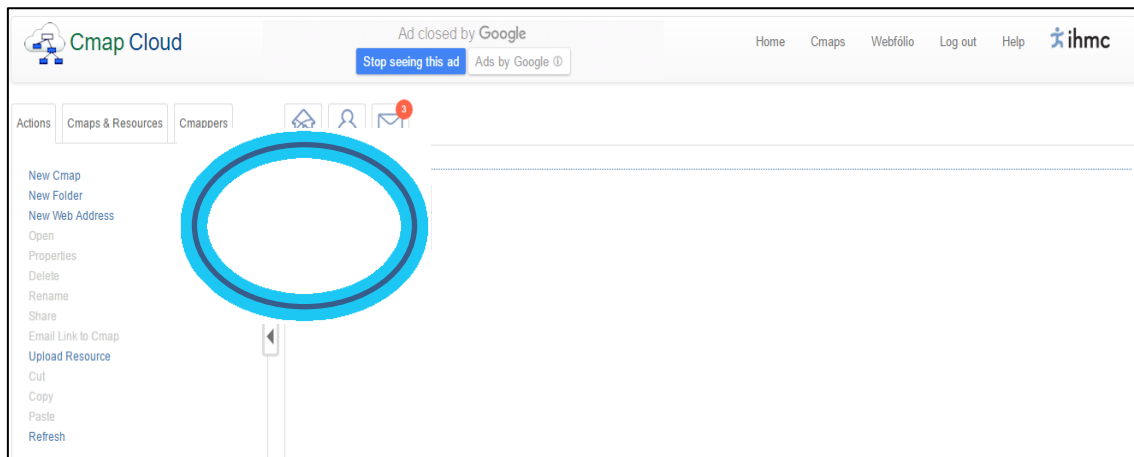 Cmap Cloud
Ad closed by Google
Stop seeing this ad Ads by Google
Home Cmaps Webfólio Log out Help ihmc
Actions Cmaps & Resources Cmappers
3
New Cmap
New Folder
New Web Address
Open
Properties
Delete
Rename
Share
Email Link to Cmap
Upload Resource
Cut
Copy
Paste
Refresh